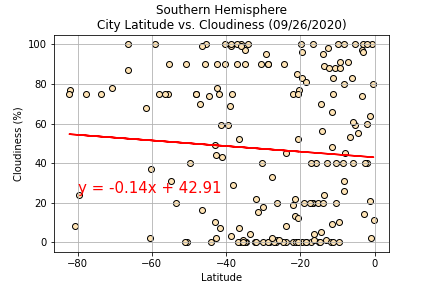 Southern Hemisphere
City Latitude vs. Cloudiness (09/26/2020)
Cloudiness (%)
100
80
60
40
20
0
y = -0.14x + 42.91
−80
−60
−40
−20
0
Latitude